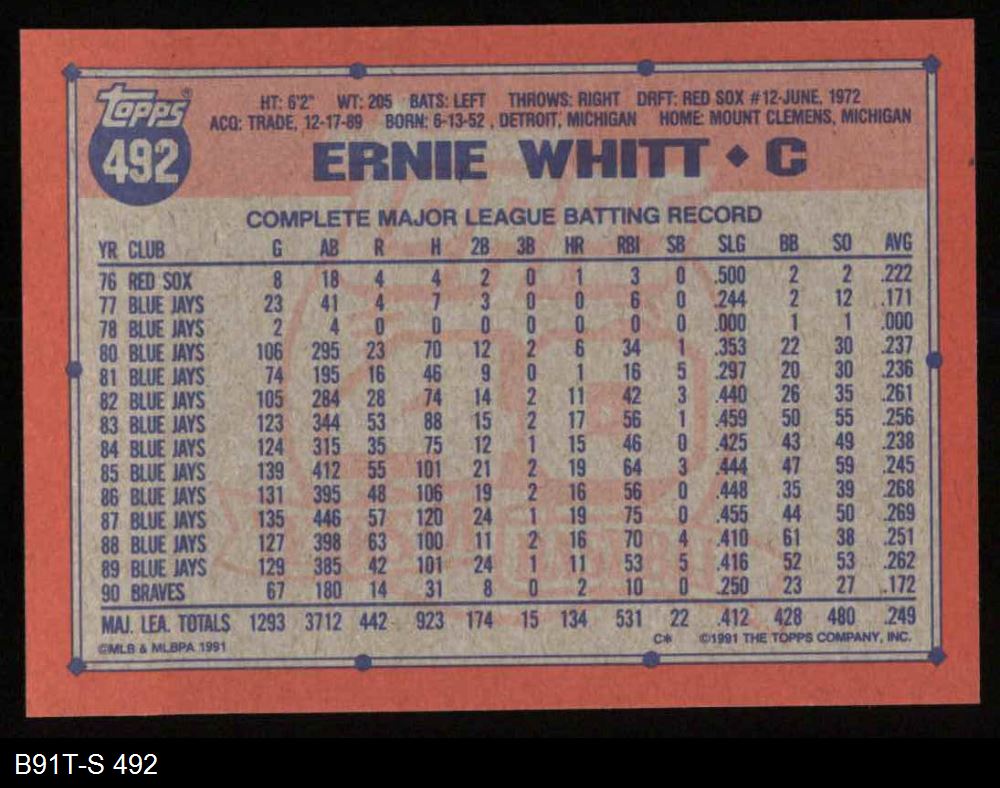 TOPPS®
492
HT: 6'2" WT: 205 BATS: LEFT THROWS: RIGHT DRFT: RED SOX #12-JUNE, 1972
ACQ: TRADE, 12-17-89 BORN: 6-13-52, DETROIT, MICHIGAN HOME: MOUNT CLEMENS, MICHIGAN
ERNIE WHITT ◆ C
COMPLETE MAJOR LEAGUE BATTING RECORD
YR CLUB G AB R H 2B 3B HR RBI SB SLG BB SO AVG
76 RED SOX 8 18 4 4 2 0 1 3 0 .500 2 2 .222
77 BLUE JAYS 23 41 4 7 3 0 0 6 0 .244 2 12 .171
78 BLUE JAYS 2 4 0 0 0 0 0 0 0 .000 1 1 .000
80 BLUE JAYS 106 295 23 70 12 2 6 34 1 .353 22 30 .237
81 BLUE JAYS 74 195 16 46 9 0 1 16 5 .297 20 30 .236
82 BLUE JAYS 105 284 28 74 14 2 11 42 3 .440 26 35 .261
83 BLUE JAYS 123 344 53 88 15 2 17 56 1 .459 50 55 .256
84 BLUE JAYS 124 315 35 75 12 1 15 46 0 .425 43 49 .238
85 BLUE JAYS 139 412 55 101 21 2 19 64 3 .444 47 59 .245
86 BLUE JAYS 131 395 48 106 19 2 16 56 0 .448 35 39 .268
87 BLUE JAYS 135 446 57 120 24 1 19 75 0 .455 44 50 .269
88 BLUE JAYS 127 398 63 100 11 2 16 70 4 .410 61 38 .251
89 BLUE JAYS 129 385 42 101 24 1 11 53 5 .416 52 53 .262
90 BRAVES 67 180 14 31 8 0 2 10 0 .250 23 27 .172
MAJ. LEA. TOTALS 1293 3712 442 923 174 15 134 531 22 .412 428 480 .249
©MLB & MLBPA 1991 C* ©1991 THE TOPPS COMPANY, INC.
B91T-S 492